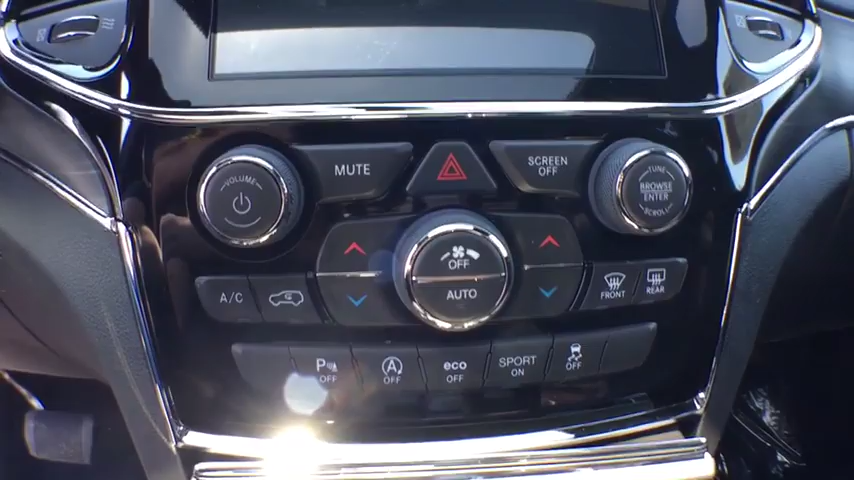 VOLUME
MUTE
SCREEN
OFF
TUNE
BROWSE
ENTER
SCROLL
OFF
AUTO
A/C
FRONT
REAR
P
OFF
A
OFF
eco
OFF
SPORT
ON
OFF